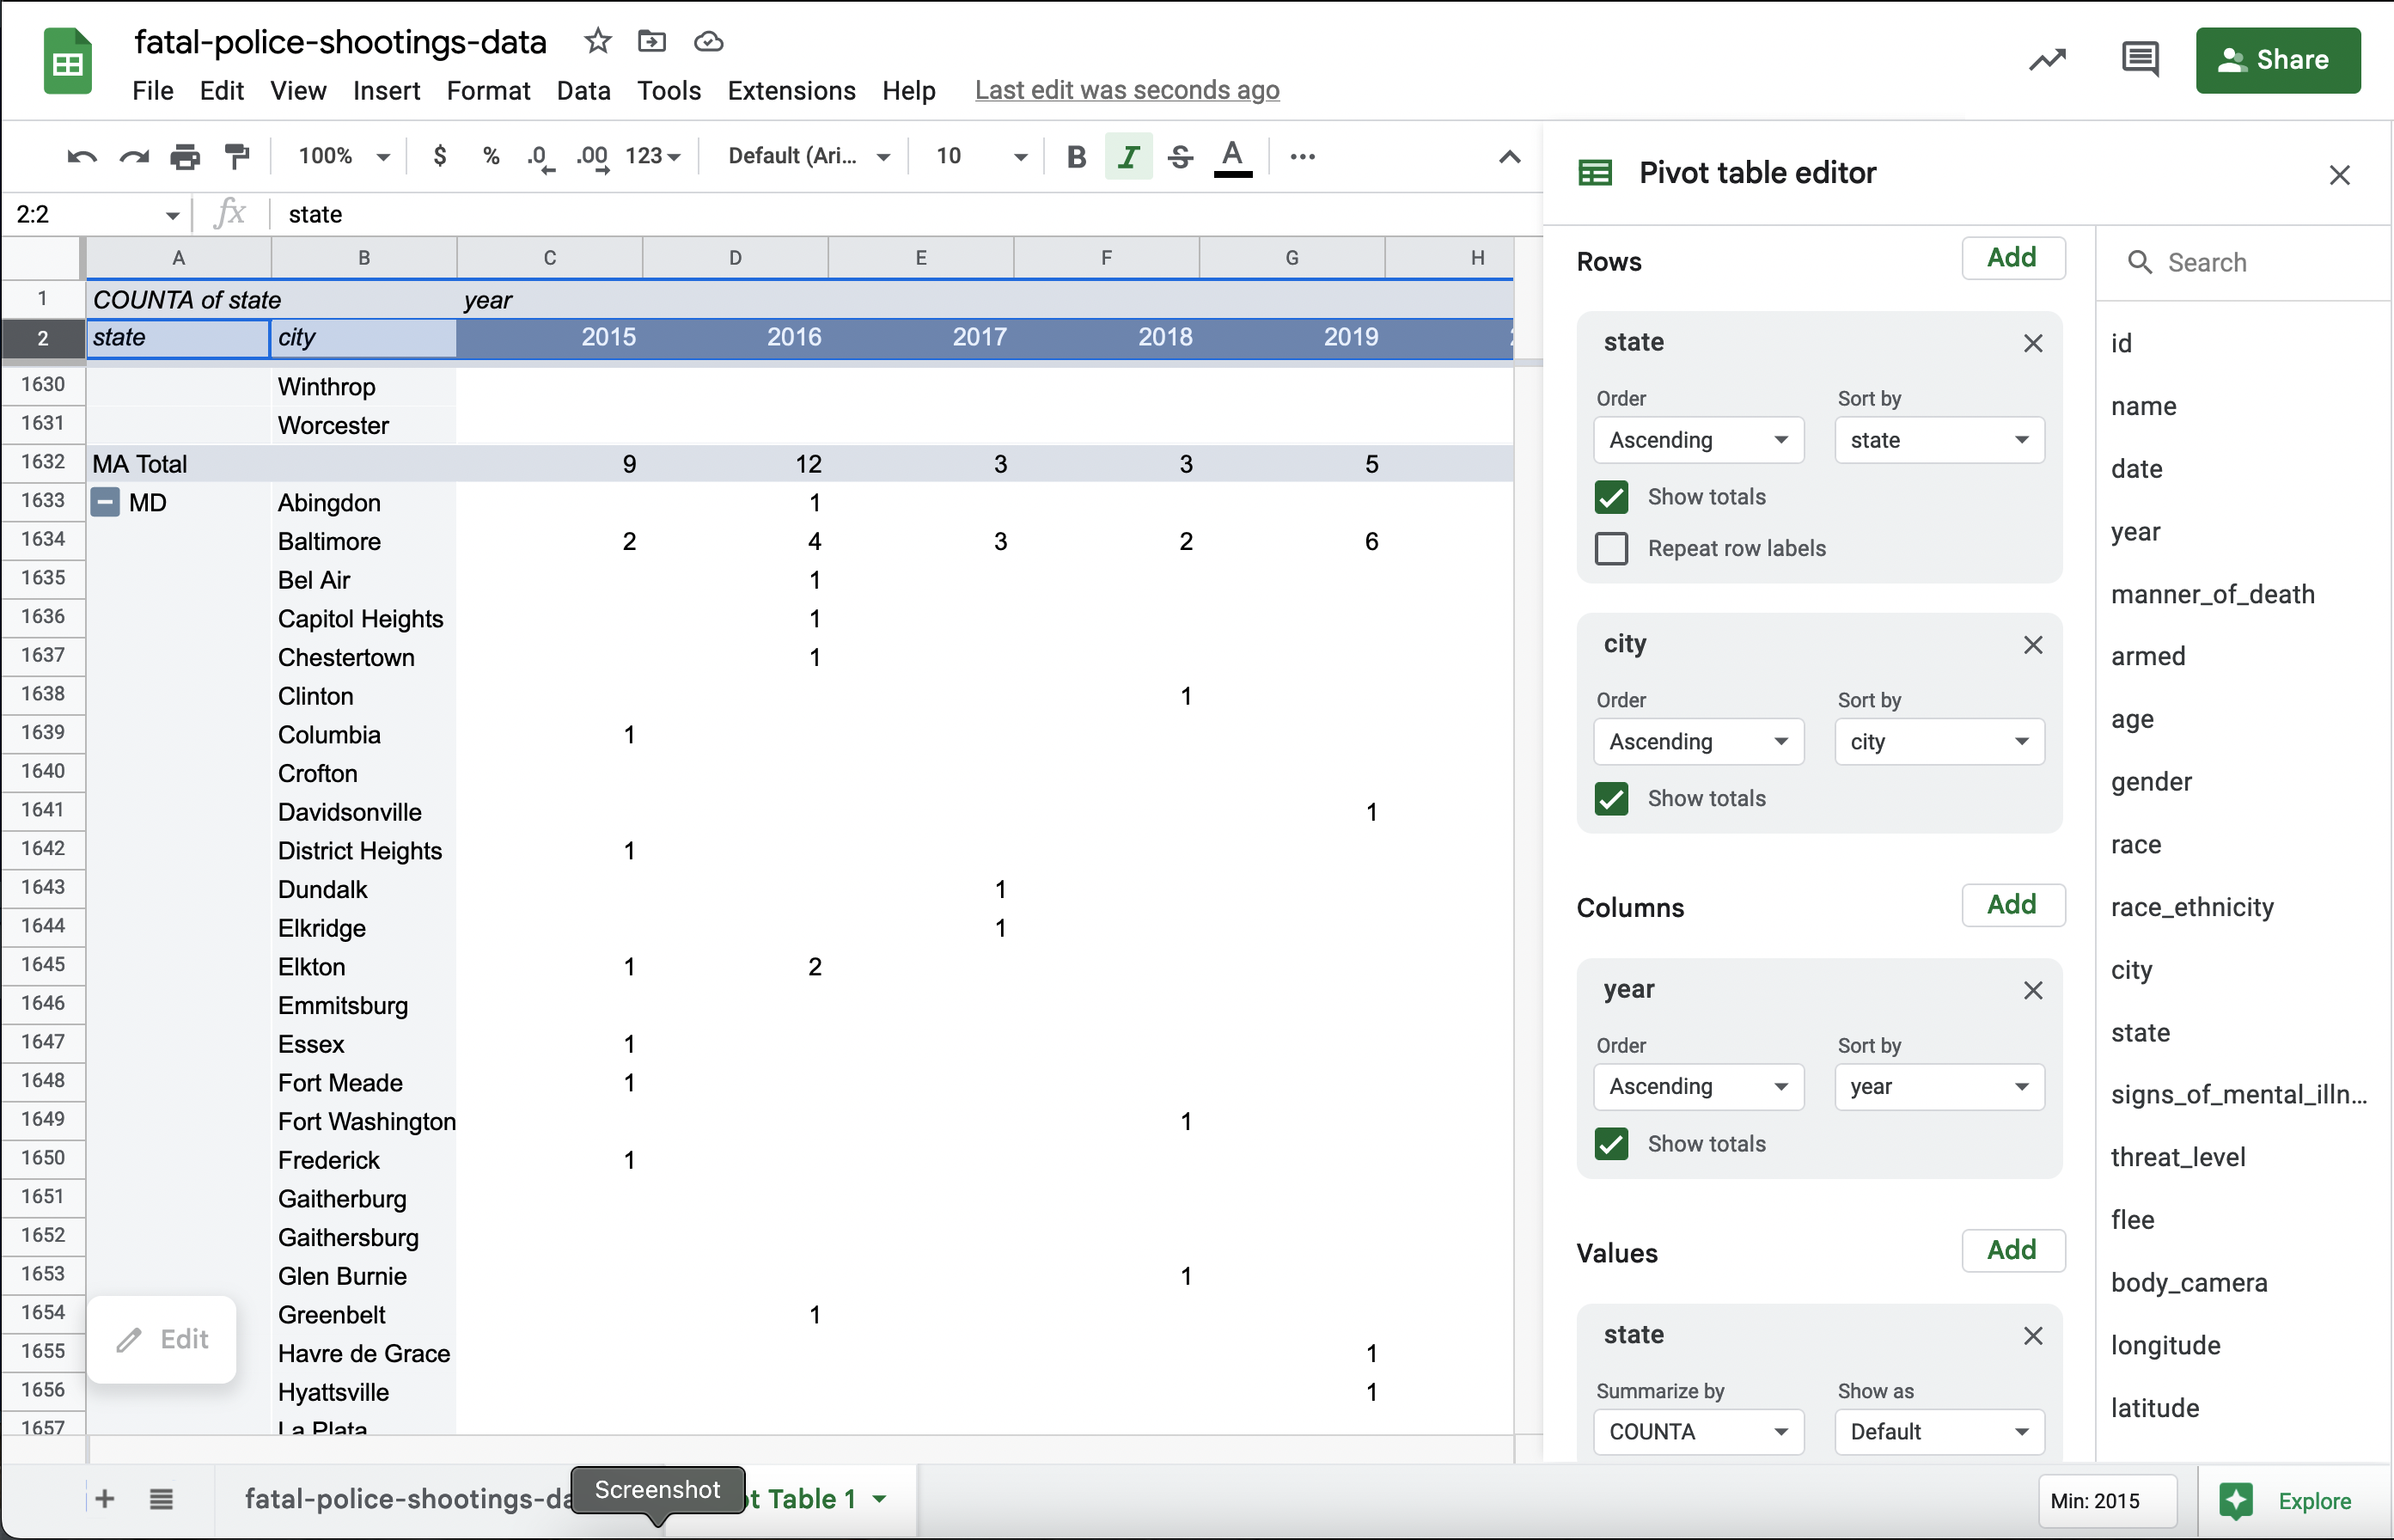 fatal-police-shootings-data
File Edit View Insert Format Data Tools Extensions Help Last edit was seconds ago
Share
100% $ % .0 .00 123 Default (Ari... 10 B I S A ...
2:2 fx state
A B C D E F G H
1 COUNTA of state year
2 state city 2015 2016 2017 2018 2019
1630 Winthrop
1631 Worcester
1632 MA Total 9 12 3 3 5
1633 MD Abingdon 1
1634 Baltimore 2 4 3 2 6
1635 Bel Air 1
1636 Capitol Heights 1
1637 Chestertown 1
1638 Clinton 1
1639 Columbia 1
1640 Crofton
1641 Davidsonville 1
1642 District Heights 1
1643 Dundalk 1
1644 Elkridge 1
1645 Elkton 1 2
1646 Emmitsburg
1647 Essex 1
1648 Fort Meade 1
1649 Fort Washington 1
1650 Frederick 1
1651 Gaitherburg
1652 Gaithersburg
1653 Glen Burnie 1
1654 Greenbelt 1
1655 Havre de Grace 1
1656 Hyattsville 1
1657 La Plata
Edit
Pivot table editor
Rows Add
state
Order Sort by
Ascending state
Show totals
Repeat row labels
city
Order Sort by
Ascending city
Show totals
Columns Add
year
Order Sort by
Ascending year
Show totals
Values Add
state
Summarize by Show as
COUNTA Default
Search
id
name
date
year
manner_of_death
armed
age
gender
race
race_ethnicity
city
state
signs_of_mental_illn...
threat_level
flee
body_camera
longitude
latitude
fatal-police-shootings-da
Screenshot
t Table 1
Min: 2015
Explore